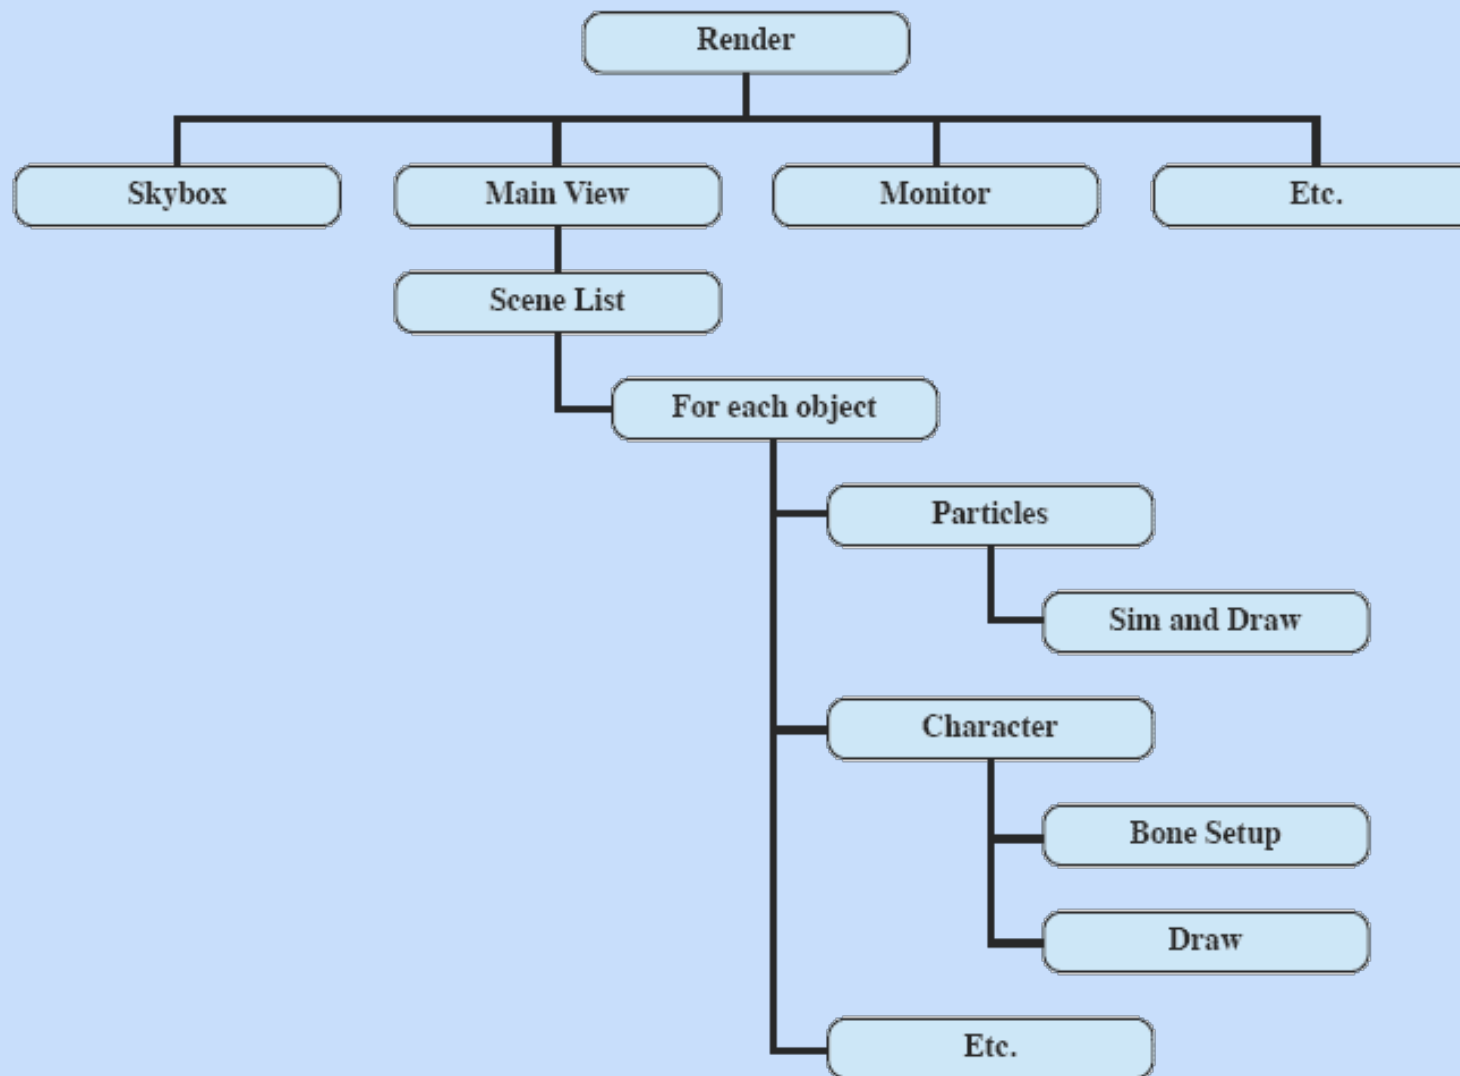 Render
Skybox
Main View
Monitor
Etc.
Scene List
For each object
Particles
Sim and Draw
Character
Bone Setup
Draw
Etc.